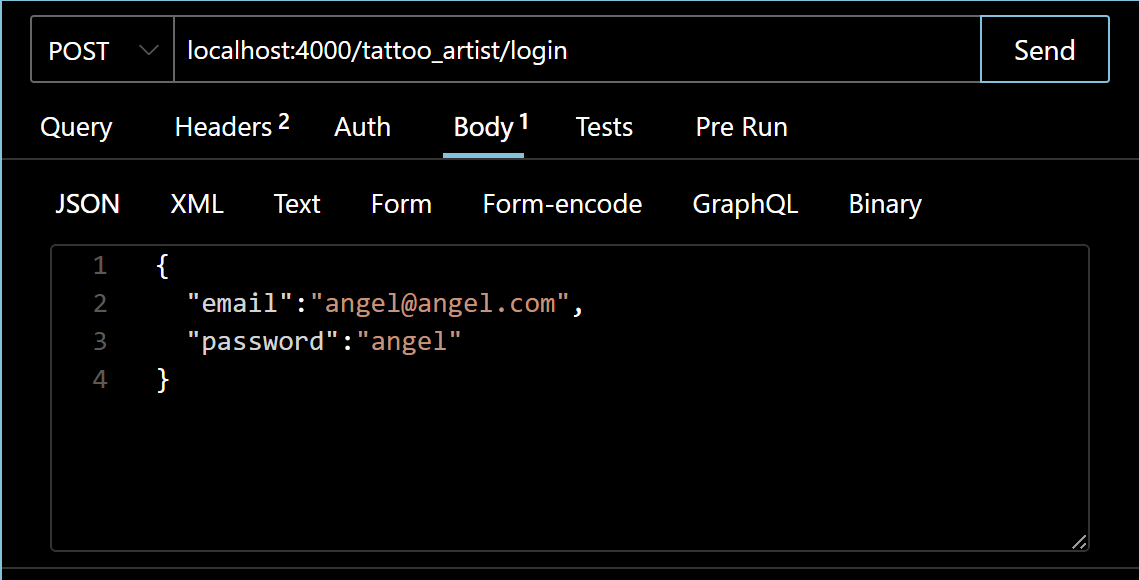 POST localhost:4000/tattoo_artist/login Send
Query Headers 2 Auth Body 1 Tests Pre Run
JSON XML Text Form Form-encode GraphQL Binary
1 {
2 "email":"angel@angel.com",
3 "password":"angel"
4 }